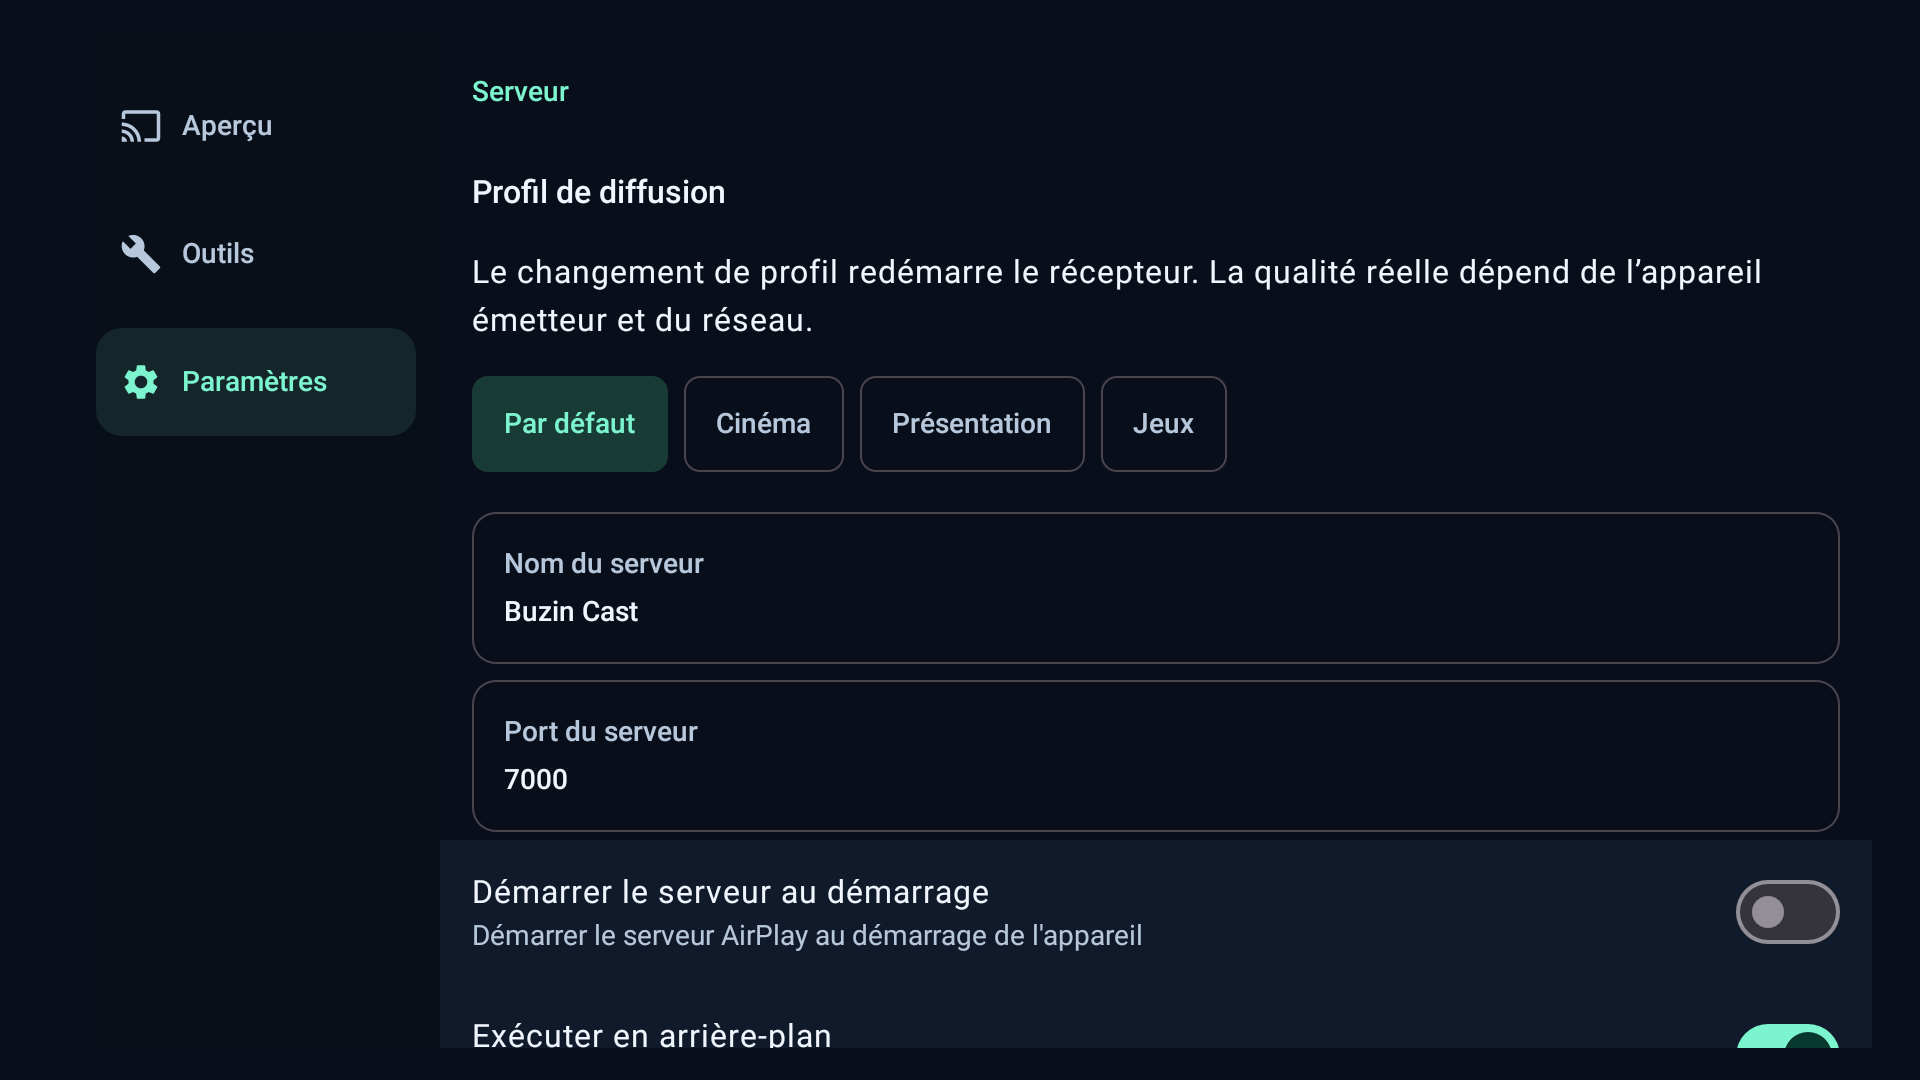 Aperçu
Outils
Paramètres
Serveur
Profil de diffusion
Le changement de profil redémarre le récepteur. La qualité réelle dépend de l’appareil
émetteur et du réseau.
Par défaut
Cinéma
Présentation
Jeux
Nom du serveur
Buzin Cast
Port du serveur
7000
Démarrer le serveur au démarrage
Démarrer le serveur AirPlay au démarrage de l'appareil
Exécuter en arrière-plan